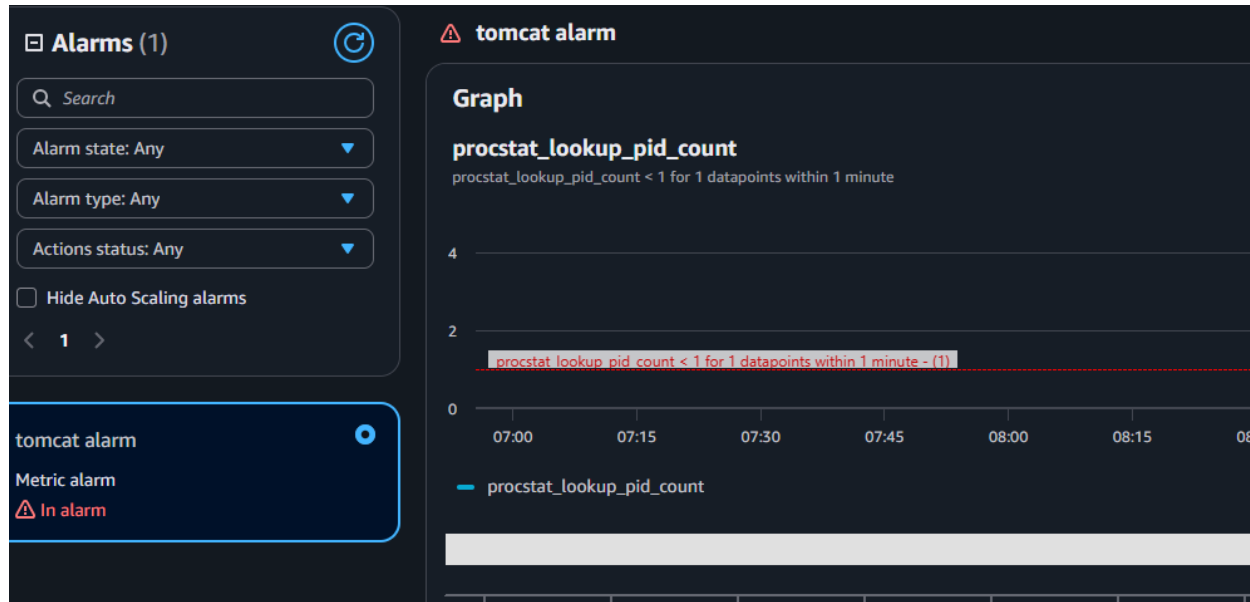 Alarms (1)
Search
Alarm state: Any
Alarm type: Any
Actions status: Any
Hide Auto Scaling alarms
1
tomcat alarm
Metric alarm
In alarm
tomcat alarm
Graph
procstat_lookup_pid_count
procstat_lookup_pid_count < 1 for 1 datapoints within 1 minute
4
2
procstat_lookup_pid_count < 1 for 1 datapoints within 1 minute - (1)
0
07:00 07:15 07:30 07:45 08:00 08:15
procstat_lookup_pid_count